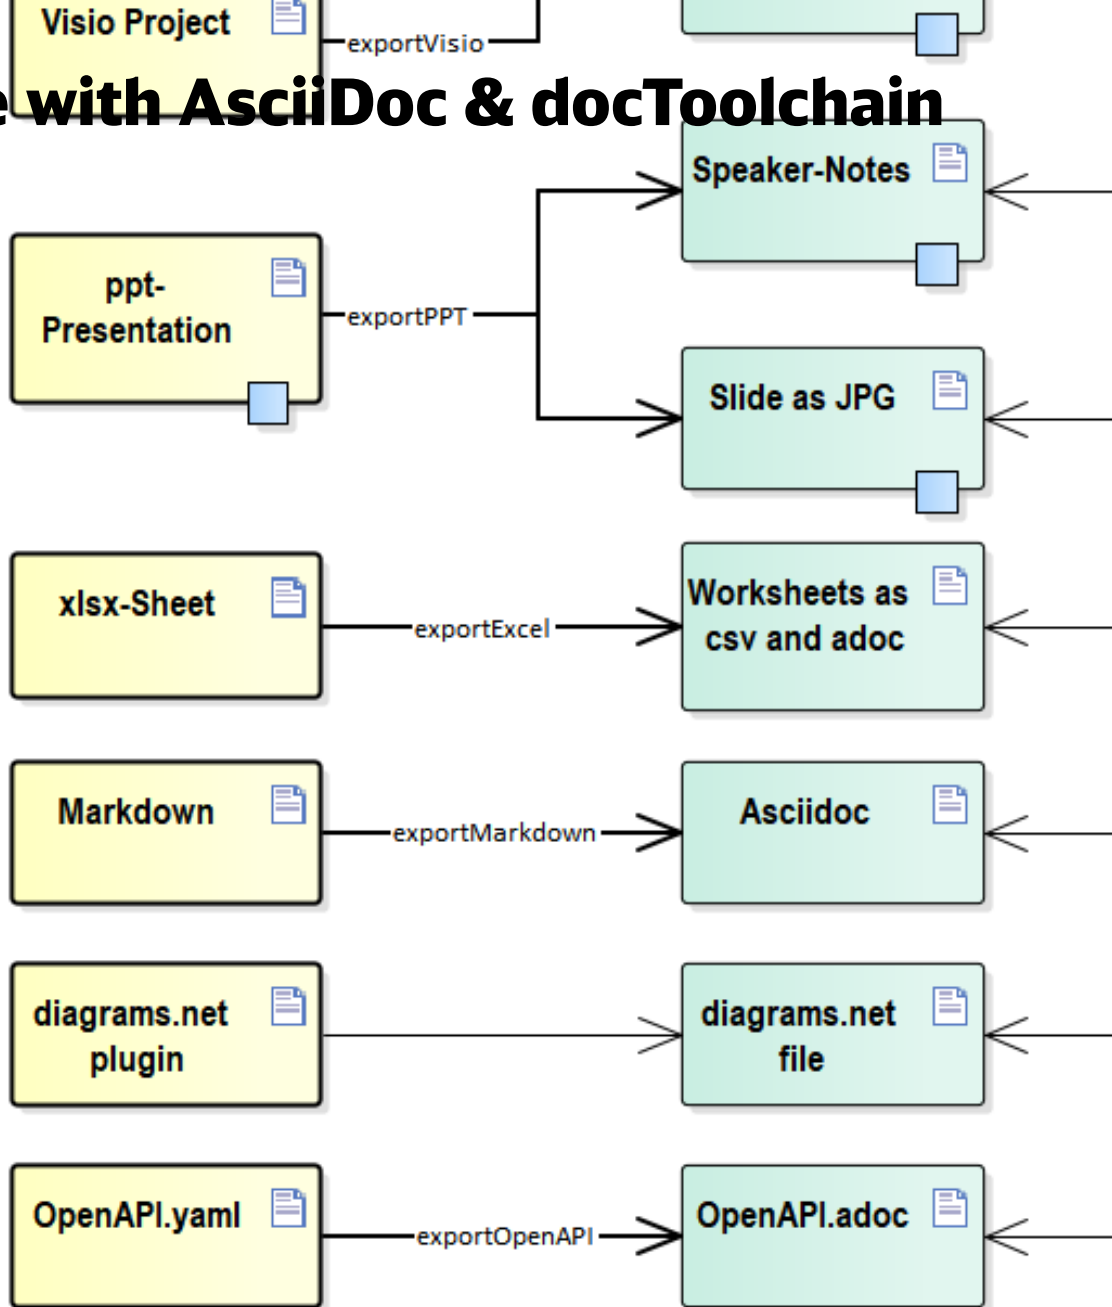 Visio Project
exportVisio
e with AsciiDoc & docToolchain
Speaker-Notes
ppt-
Presentation
exportPPT
Slide as JPG
xlsx-Sheet
exportExcel
Worksheets as
csv and adoc
Markdown
exportMarkdown
Asciidoc
diagrams.net
plugin
diagrams.net
file
OpenAPI.yaml
exportOpenAPI
OpenAPI.adoc